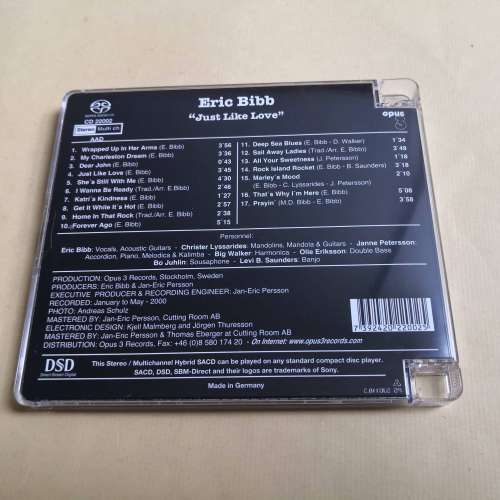 Eric Bibb
"Just Like Love"
opus
3
SUPER AUDIO CD
CD 22002
Stereo Multi ch
AAD
1. Wrapped Up In Her Arms (E. Bibb) 3'56
2. My Charleston Dream (E. Bibb) 3'36
3. Dear John (E. Bibb) 0'43
4. Just Like Love (E. Bibb) 3'45
5. She's Still With Me (E. Bibb) 4'30
6. I Wanna Be Ready (Trad./Arr. E Bibb) 2'46
7. Katri's Kindness (E. Bibb) 1'27
8. Get It While It's Hot (E. Bibb) 2'57
9. Home In That Rock (Trad./Arr. E. Bibb) 2'38
10. Forever Ago (E. Bibb) 5'15
11. Deep Sea Blues (E. Bibb - D. Walker) 1'34
12. Sail Away Ladies (Trad./Arr. E. Bibb) 3'49
13. All Your Sweetness (J. Petersson) 1'18
14. Rock Island Rocket (E. Bibb - B. Saunders) 3'18
15. Marley's Mood 2'10
(E. Bibb - C. Lyssarides - J. Petersson)
16. That's Why I'm Here (E. Bibb) 5'08
17. Prayin' (M.D. Bibb - E. Bibb) 3'58
Personnel:
Eric Bibb: Vocals, Acoustic Guitars - Christer Lyssarides: Mandolins, Mandola & Guitars - Janne Petersson:
Accordion, Piano, Melodica & Kalimba - Big Walker: Harmonica - Olle Eriksson: Double Bass
Bo Juhlin: Sousaphone - Levi B. Saunders: Banjo
PRODUCTION: Opus 3 Records, Stockholm, Sweden
PRODUCERS: Eric Bibb & Jan-Eric Persson
EXECUTIVE PRODUCER & RECORDING ENGINEER: Jan-Eric Persson
RECORDED: January to May - 2000
PHOTO: Andreas Schulz
MASTERED BY: Jan-Eric Persson, Cutting Room AB
ELECTRONIC DESIGN: Kjell Malmberg and Jörgen Thuresson
MASTERED BY: Jan-Eric Persson & Thomas Eberger at Cutting Room AB
DISTRIBUTION: Opus 3 Records, Fax: +46 (0)8 580 174 20 - On Internet: www.opus3records.com
7 392420 220029
DSD
Direct Stream Digital
This Stereo / Multichannel Hybrid SACD can be played on any standard compact disc player.
SACD, DSD, SBM-Direct and their logos are trademarks of Sony.
Made in Germany